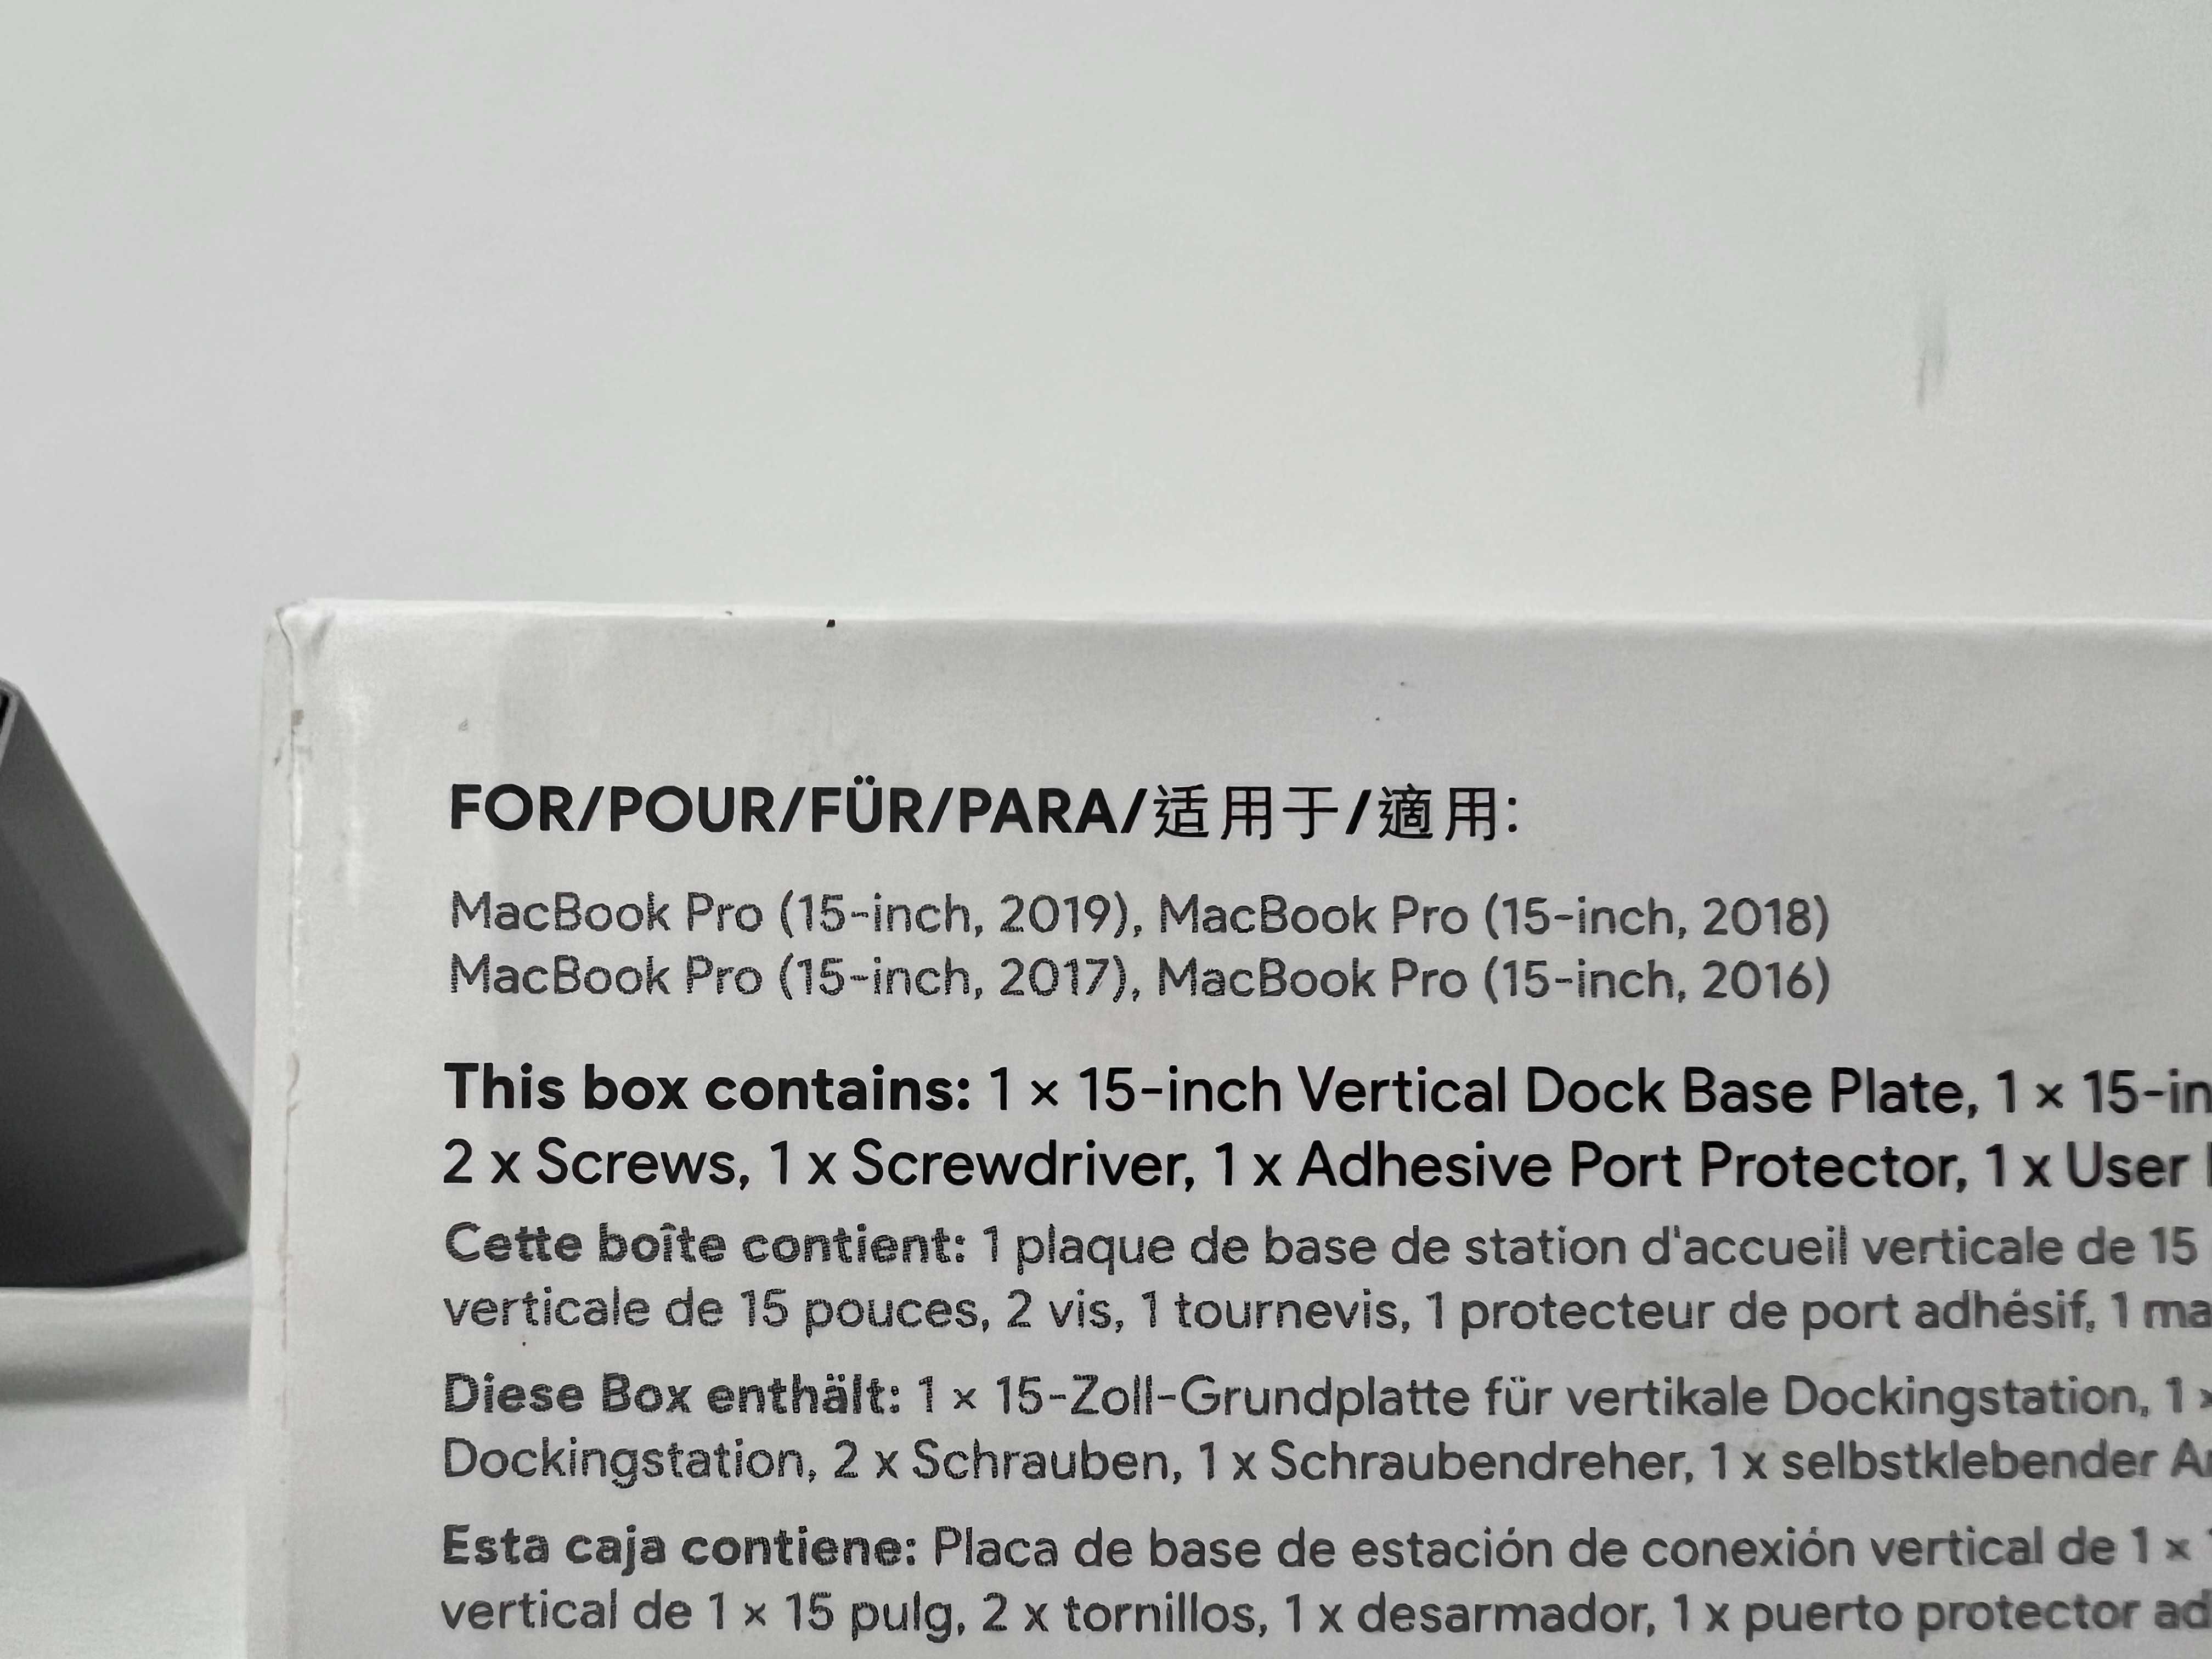 FOR/POUR/FÜR/PARA/适用于/適用:
MacBook Pro (15-inch, 2019), MacBook Pro (15-inch, 2018)
MacBook Pro (15-inch, 2017), MacBook Pro (15-inch, 2016)
This box contains: 1 × 15-inch Vertical Dock Base Plate, 1 × 15-in
2 x Screws, 1 x Screwdriver, 1 x Adhesive Port Protector, 1 x User
Cette boîte contient: 1 plaque de base de station d'accueil verticale de 15
verticale de 15 pouces, 2 vis, 1 tournevis, 1 protecteur de port adhésif, 1 ma
Diese Box enthält: 1 × 15-Zoll-Grundplatte für vertikale Dockingstation, 1 ×
Dockingstation, 2 x Schrauben, 1 x Schraubendreher, 1 x selbstklebender
Esta caja contiene: Placa de base de estación de conexión vertical de 1 ×
vertical de 1 × 15 pulg, 2 x tornillos, 1 x desarmador, 1 x puerto protector ad